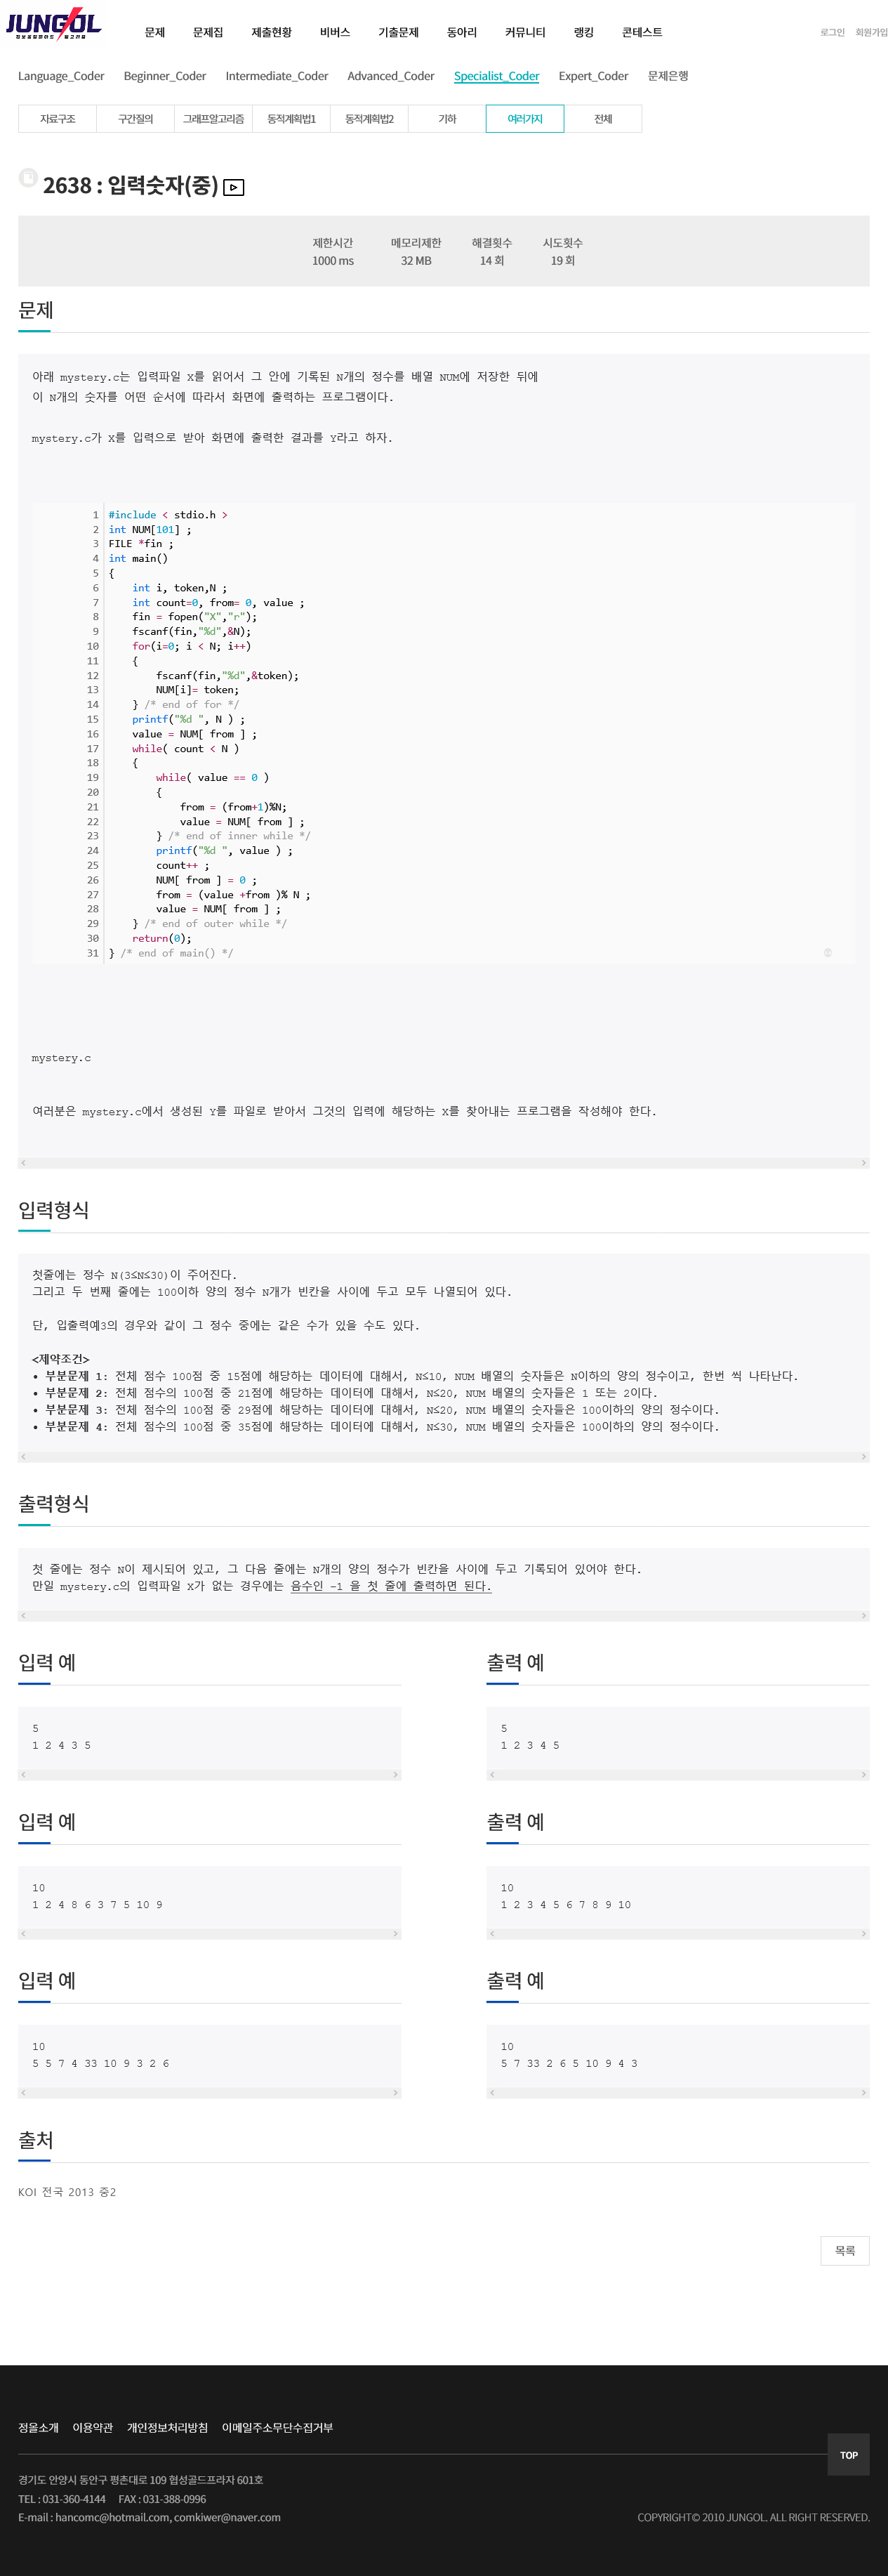 JUNGOL
정보올림피아드 & 알고리즘
문제 문제집 제출현황 비버스 기출문제 동아리 커뮤니티 랭킹 콘테스트
로그인 회원가입
Language_Coder Beginner_Coder Intermediate_Coder Advanced_Coder Specialist_Coder Expert_Coder 문제은행
자료구조 구간질의 그래프알고리즘 동적계획법1 동적계획법2 기하 여러가지 전체
2638 : 입력숫자(중)
제한시간 메모리제한 해결횟수 시도횟수
1000 ms 32 MB 14 회 19 회
문제
아래 mystery.c는 입력파일 X를 읽어서 그 안에 기록된 N개의 정수를 배열 NUM에 저장한 뒤에
이 N개의 숫자를 어떤 순서에 따라서 화면에 출력하는 프로그램이다.
mystery.c가 X를 입력으로 받아 화면에 출력한 결과를 Y라고 하자.
1 #include < stdio.h >
2 int NUM[101] ;
3 FILE *fin ;
4 int main()
5 {
6 int i, token,N ;
7 int count=0, from= 0, value ;
8 fin = fopen("X","r");
9 fscanf(fin,"%d",&N);
10 for(i=0; i < N; i++)
11 {
12 fscanf(fin,"%d",&token);
13 NUM[i]= token;
14 } /* end of for */
15 printf("%d ", N ) ;
16 value = NUM[ from ] ;
17 while( count < N )
18 {
19 while( value == 0 )
20 {
21 from = (from+1)%N;
22 value = NUM[ from ] ;
23 } /* end of inner while */
24 printf("%d ", value ) ;
25 count++ ;
26 NUM[ from ] = 0 ;
27 from = (value +from )% N ;
28 value = NUM[ from ] ;
29 } /* end of outer while */
30 return(0);
31 } /* end of main() */
mystery.c
여러분은 mystery.c에서 생성된 Y를 파일로 받아서 그것의 입력에 해당하는 X를 찾아내는 프로그램을 작성해야 한다.
입력형식
첫줄에는 정수 N(3≤N≤30)이 주어진다.
그리고 두 번째 줄에는 100이하 양의 정수 N개가 빈칸을 사이에 두고 모두 나열되어 있다.
단, 입출력예3의 경우와 같이 그 정수 중에는 같은 수가 있을 수도 있다.
<제약조건>
• 부분문제 1: 전체 점수 100점 중 15점에 해당하는 데이터에 대해서, N≤10, NUM 배열의 숫자들은 N이하의 양의 정수이고, 한번 씩 나타난다.
• 부분문제 2: 전체 점수의 100점 중 21점에 해당하는 데이터에 대해서, N≤20, NUM 배열의 숫자들은 1 또는 2이다.
• 부분문제 3: 전체 점수의 100점 중 29점에 해당하는 데이터에 대해서, N≤20, NUM 배열의 숫자들은 100이하의 양의 정수이다.
• 부분문제 4: 전체 점수의 100점 중 35점에 해당하는 데이터에 대해서, N≤30, NUM 배열의 숫자들은 100이하의 양의 정수이다.
출력형식
첫 줄에는 정수 N이 제시되어 있고, 그 다음 줄에는 N개의 양의 정수가 빈칸을 사이에 두고 기록되어 있어야 한다.
만일 mystery.c의 입력파일 X가 없는 경우에는 음수인 -1 을 첫 줄에 출력하면 된다.
입력 예
5
1 2 4 3 5
출력 예
5
1 2 3 4 5
입력 예
10
1 2 4 8 6 3 7 5 10 9
출력 예
10
1 2 3 4 5 6 7 8 9 10
입력 예
10
5 5 7 4 33 10 9 3 2 6
출력 예
10
5 7 33 2 6 5 10 9 4 3
출처
KOI 전국 2013 중2
목록
정올소개 이용약관 개인정보처리방침 이메일주소무단수집거부
TOP
경기도 안양시 동안구 평촌대로 109 협성골드프라자 601호
TEL : 031-360-4144 FAX : 031-388-0996
E-mail : hancomc@hotmail.com, comkiwer@naver.com
COPYRIGHT© 2010 JUNGOL. ALL RIGHT RESERVED.